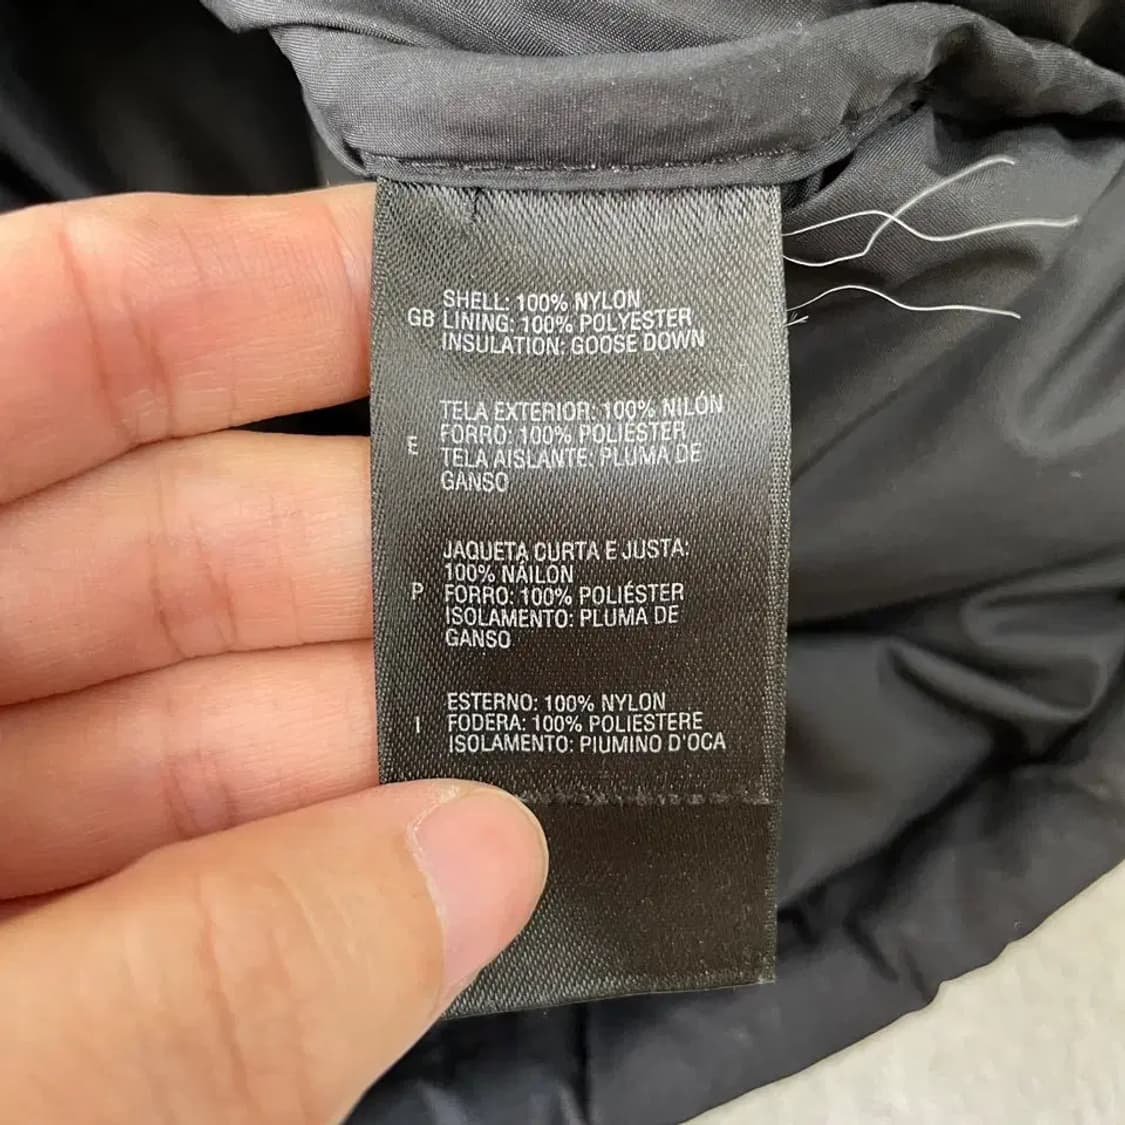 SHELL: 100% NYLON
GB LINING: 100% POLYESTER
INSULATION: GOOSE DOWN
TELA EXTERIOR: 100% NILÓN
E FORRO: 100% POLIESTER
TELA AISLANTE: PLUMA DE
GANSO
JAQUETA CURTA E JUSTA:
100% NÁILON
P FORRO: 100% POLIÉSTER
ISOLAMENTO: PLUMA DE
GANSO
ESTERNO: 100% NYLON
I FODERA: 100% POLIESTERE
ISOLAMENTO: PIUMINO D'OCA